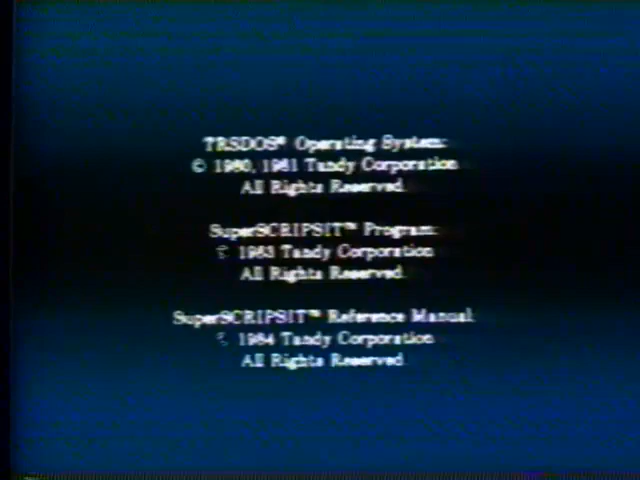 TRSDOS® Operating System:
© 1980, 1981 Tandy Corporation
All Rights Reserved.
SuperSCRIPSIT™ Program:
© 1983 Tandy Corporation
All Rights Reserved.
SuperSCRIPSIT™ Reference Manual:
© 1984 Tandy Corporation
All Rights Reserved.